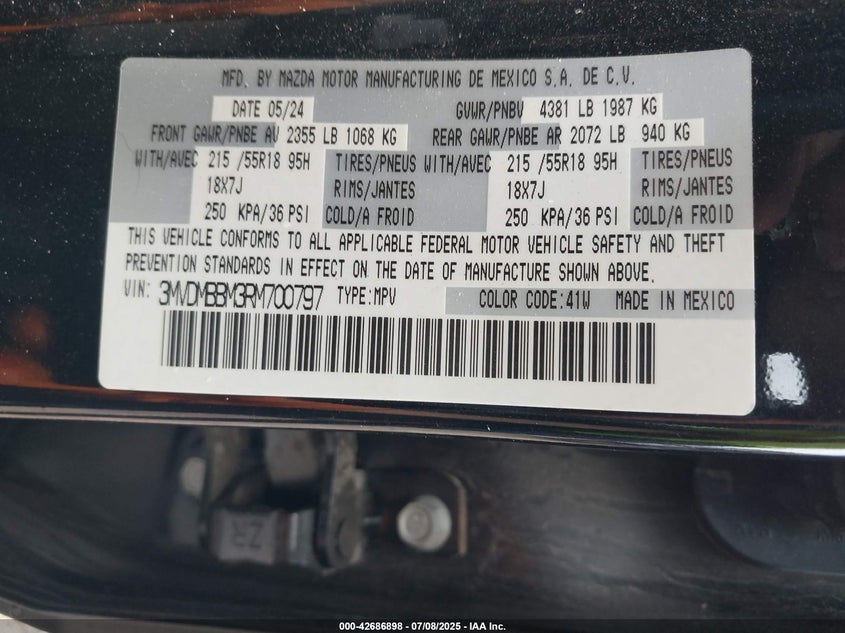 MFD. BY MAZDA MOTOR MANUFACTURING DE MEXICO S.A. DE C.V.
DATE 05/24 GVWR/PNBV 4381 LB 1987 KG
FRONT GAWR/PNBE AV 2355 LB 1068 KG REAR GAWR/PNBE AR 2072 LB 940 KG
WITH/AVEC 215 /55R18 95H TIRES/PNEUS WITH/AVEC 215 /55R18 95H TIRES/PNEUS
18X7J RIMS/JANTES 18X7J RIMS/JANTES
250 KPA/36 PSI COLD/A FROID 250 KPA/36 PSI COLD/A FROID
THIS VEHICLE CONFORMS TO ALL APPLICABLE FEDERAL MOTOR VEHICLE SAFETY AND THEFT
PREVENTION STANDARDS IN EFFECT ON THE DATE OF MANUFACTURE SHOWN ABOVE.
VIN: 3MVDMBBM3RM700797 TYPE:MPV COLOR CODE:41W MADE IN MEXICO
ZR
000-42686898 - 07/08/2025 - IAA Inc.